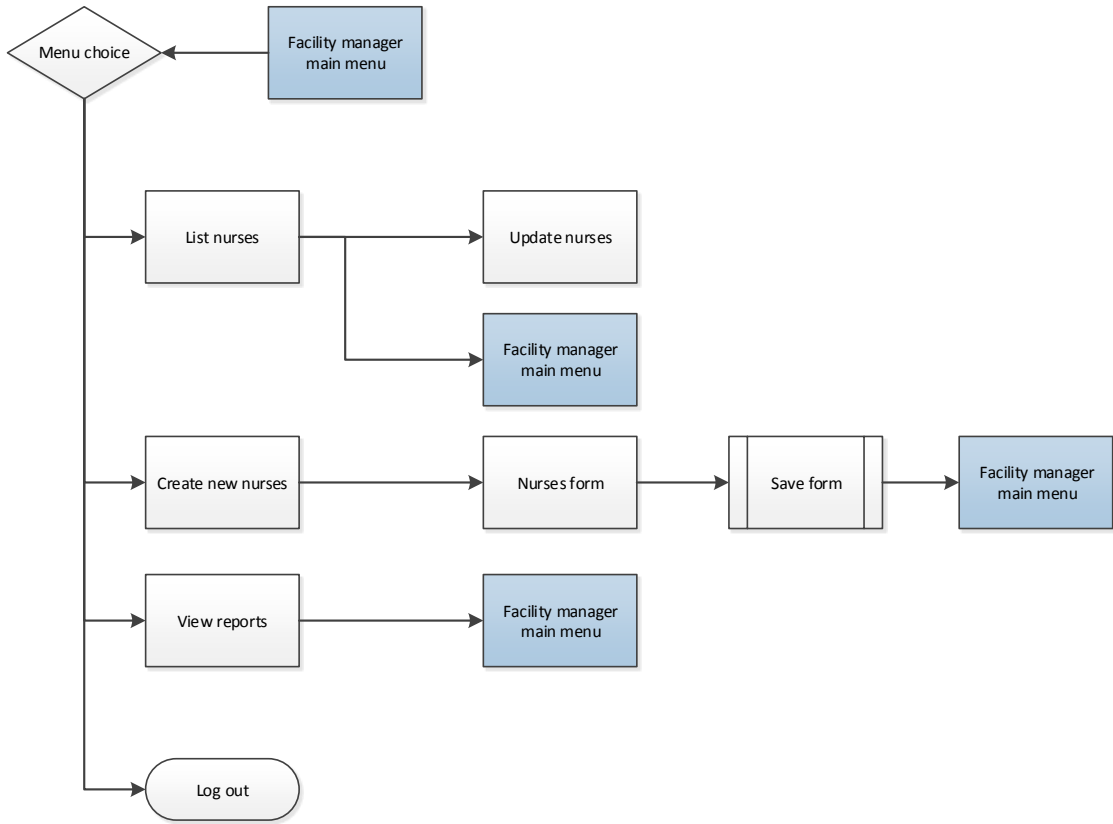 Menu choice
Facility manager
main menu
List nurses
Update nurses
Facility manager
main menu
Create new nurses
Nurses form
Save form
Facility manager
main menu
View reports
Facility manager
main menu
Log out